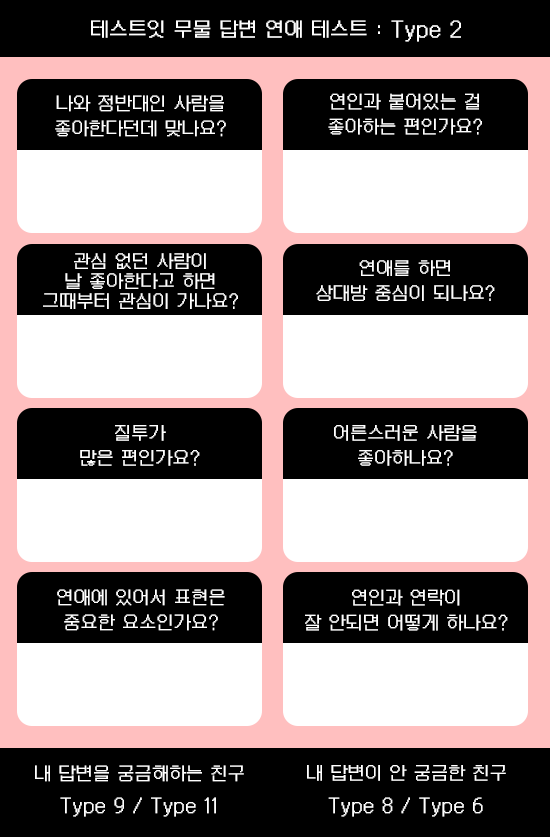 테스트잇 무물 답변 연애 테스트 : Type 2
나와 정반대인 사람을
좋아한다던데 맞나요?
연인과 붙어있는 걸
좋아하는 편인가요?
관심 없던 사람이
날 좋아한다고 하면
그때부터 관심이 가나요?
연애를 하면
상대방 중심이 되나요?
질투가
많은 편인가요?
어른스러운 사람을
좋아하나요?
연애에 있어서 표현은
중요한 요소인가요?
연인과 연락이
잘 안되면 어떻게 하나요?
내 답변을 궁금해하는 친구
Type 9 / Type 11
내 답변이 안 궁금한 친구
Type 8 / Type 6